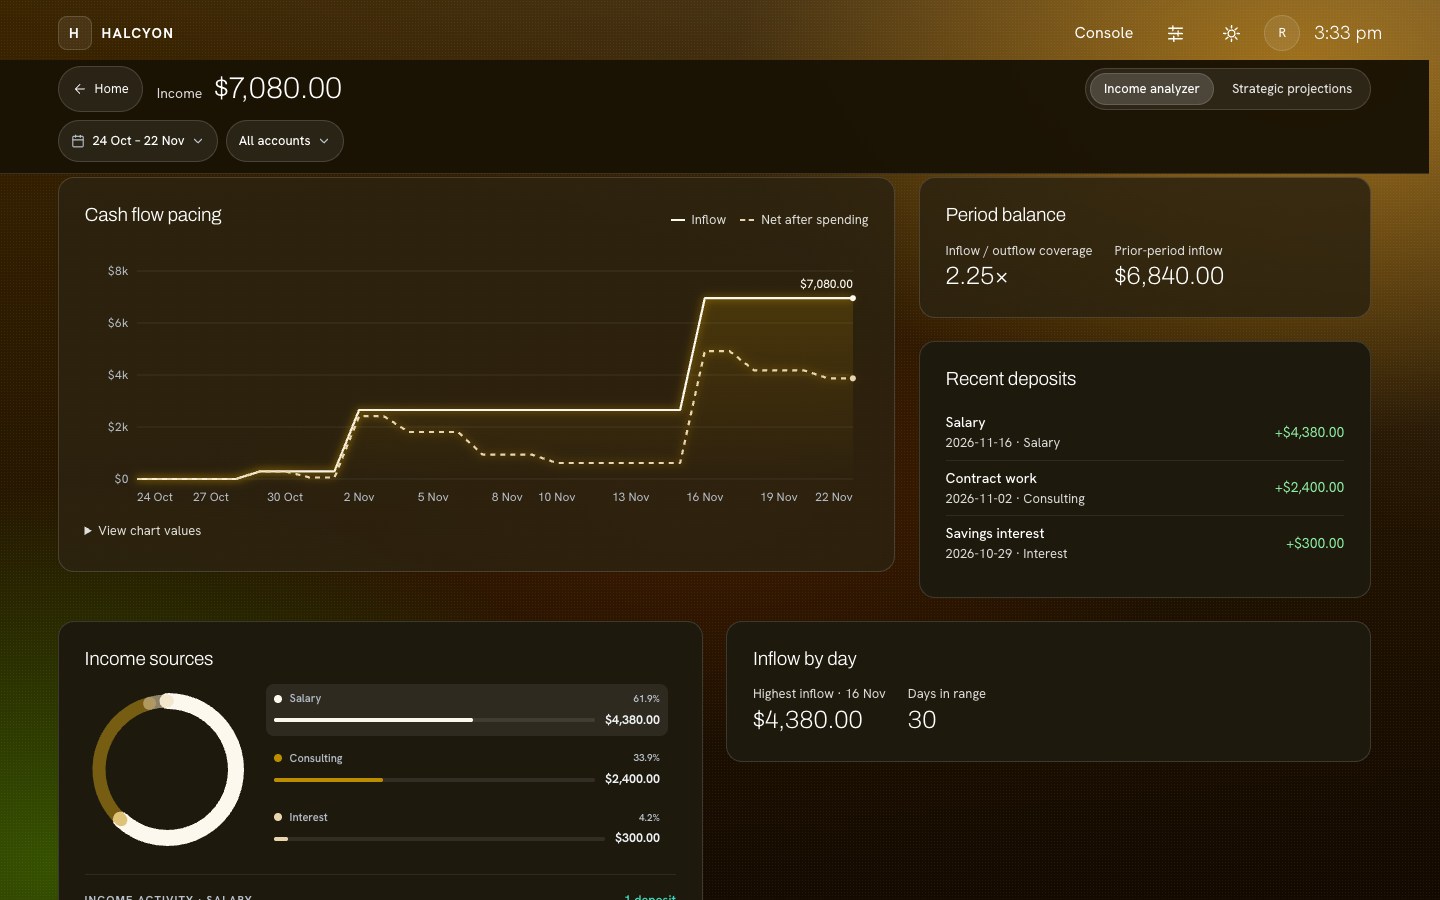 H HALCYON
Console
R
3:33 pm
Home
Income $7,080.00
Income analyzer
Strategic projections
24 Oct – 22 Nov
All accounts
Cash flow pacing
Inflow
Net after spending
$8k
$6k
$4k
$2k
$0
$7,080.00
24 Oct 27 Oct 30 Oct 2 Nov 5 Nov 8 Nov 10 Nov 13 Nov 16 Nov 19 Nov 22 Nov
View chart values
Period balance
Inflow / outflow coverage
2.25×
Prior-period inflow
$6,840.00
Recent deposits
Salary
2026-11-16 · Salary
+$4,380.00
Contract work
2026-11-02 · Consulting
+$2,400.00
Savings interest
2026-10-29 · Interest
+$300.00
Income sources
Salary 61.9%
$4,380.00
Consulting 33.9%
$2,400.00
Interest 4.2%
$300.00
INCOME ACTIVITY · SALARY
1 deposit
Inflow by day
Highest inflow · 16 Nov
$4,380.00
Days in range
30